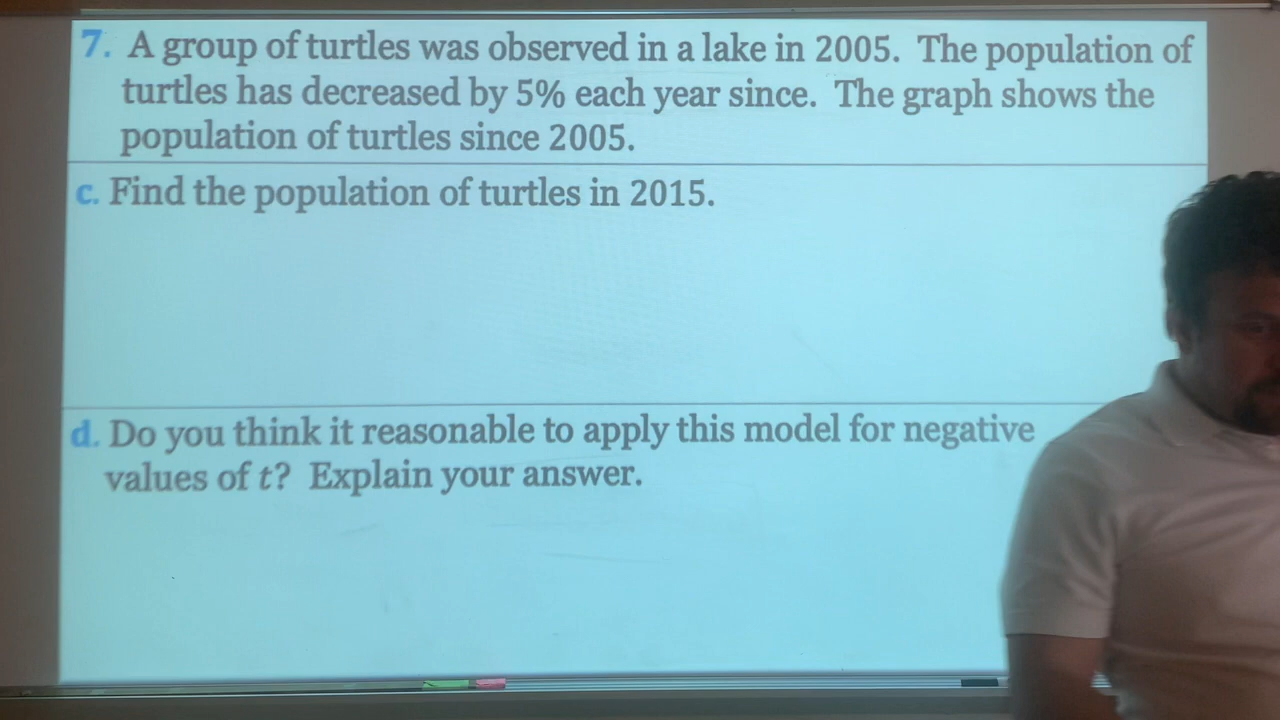 7. A group of turtles was observed in a lake in 2005. The population of
turtles has decreased by 5% each year since. The graph shows the
population of turtles since 2005.
c. Find the population of turtles in 2015.
d. Do you think it reasonable to apply this model for negative
values of t? Explain your answer.